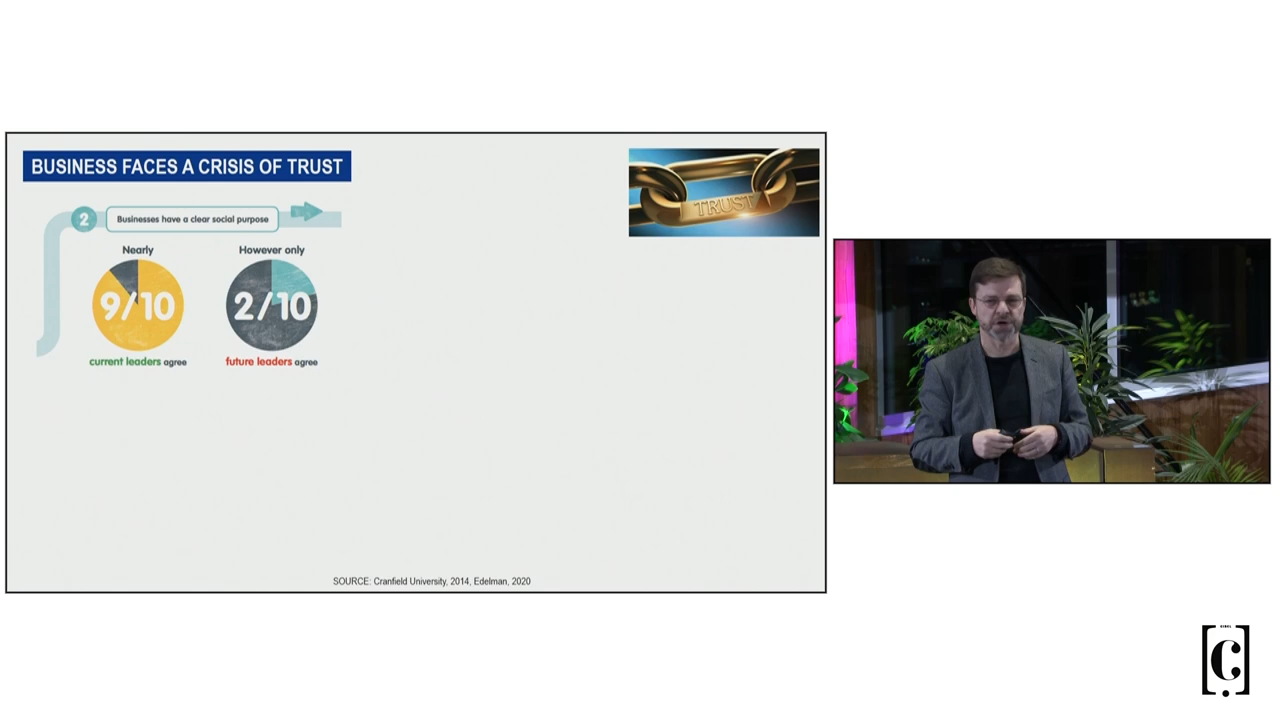 BUSINESS FACES A CRISIS OF TRUST
TRUST
2
Businesses have a clear social purpose
Nearly
However only
9/10
2/10
current leaders agree
future leaders agree
SOURCE: Cranfield University, 2014, Edelman, 2020
[Ç]